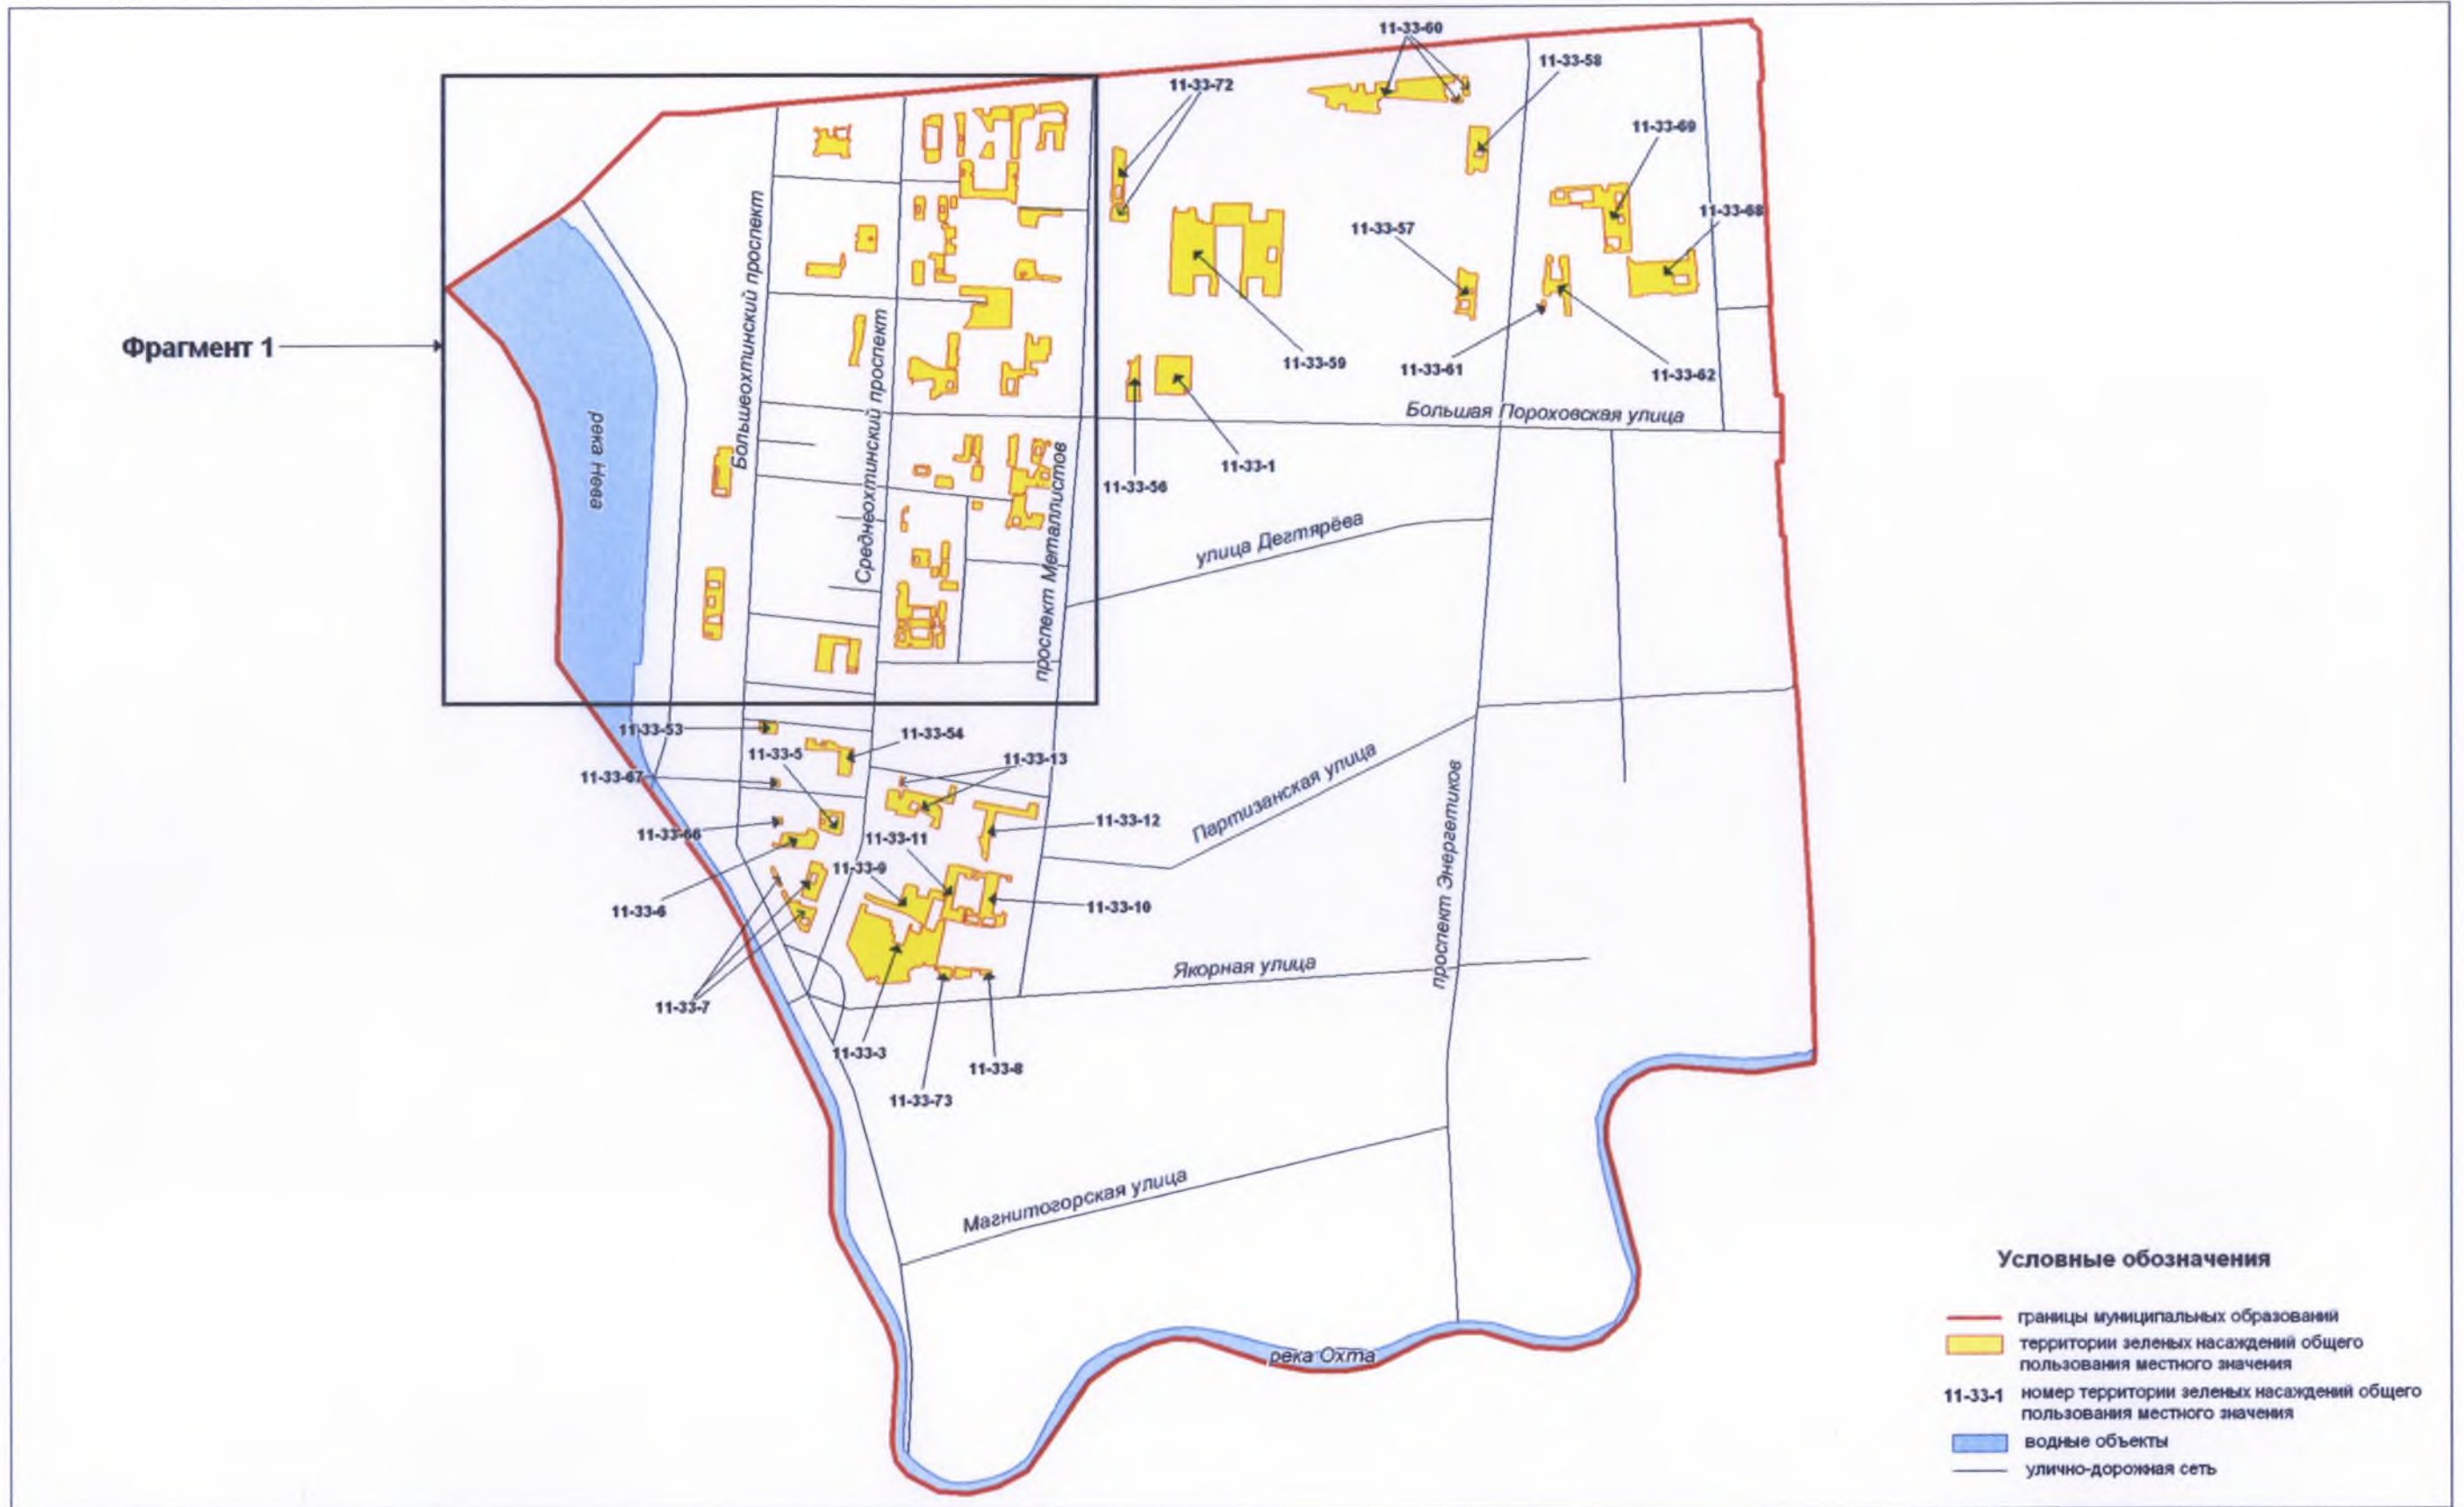 11-33-60
11-33-58
11-33-72
11-33-69
11-33-68
11-33-57
Фрагмент 1
река Нева
Большеохтинский проспект
Среднеохтинский проспект
проспект Металлистов
11-33-59
11-33-61
11-33-62
Большая Пороховская улица
11-33-1
11-33-56
улица Дегтярёва
11-33-53
11-33-54
11-33-5
11-33-13
11-33-67
11-33-12
11-33-66
11-33-11
11-33-9
11-33-6
11-33-10
Партизанская улица
проспект Энергетиков
Якорная улица
11-33-7
11-33-3
11-33-8
11-33-73
Магнитогорская улица
река Охта
Условные обозначения
границы муниципальных образований
территории зеленых насаждений общего
пользования местного значения
11-33-1 номер территории зеленых насаждений общего
пользования местного значения
водные объекты
улично-дорожная сеть